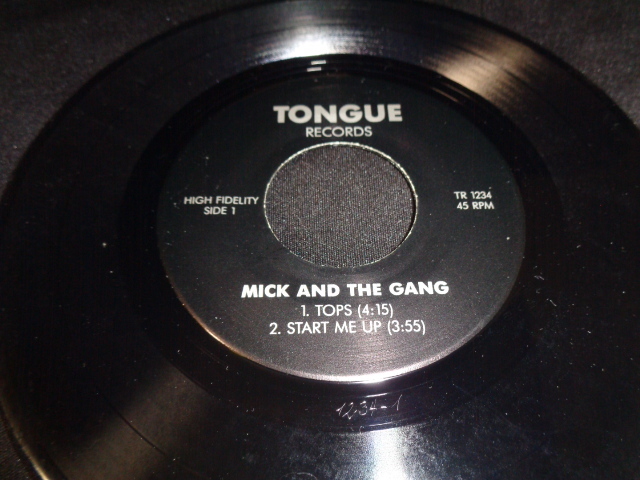 TONGUE
RECORDS
HIGH FIDELITY
SIDE 1
TR 1234
45 RPM
MICK AND THE GANG
1. TOPS (4:15)
2. START ME UP (3:55)
1234-1